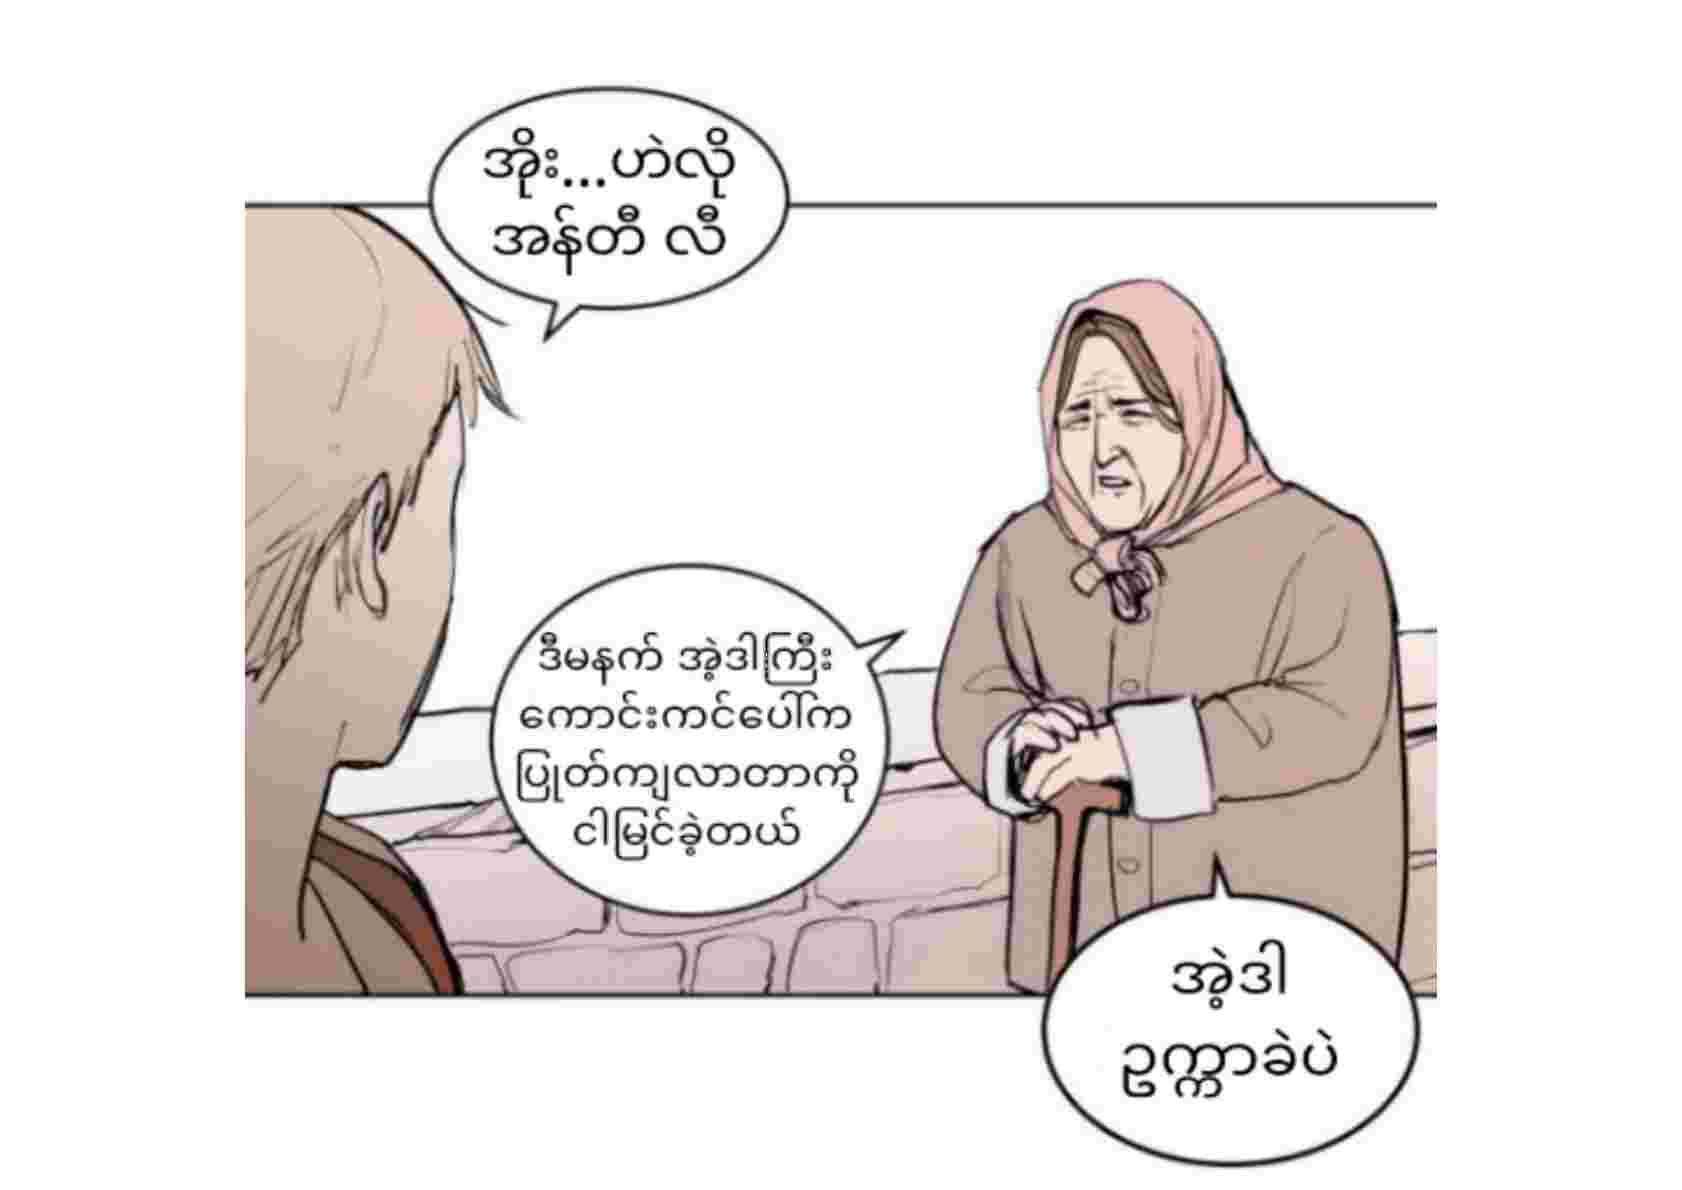 အိုး...ဟဲလို
အန်တီ လီ
ဒီမနက် အဲ့ဒါကြီး
ကောင်းကင်ပေါ်က
ပြုတ်ကျလာတာကို
ငါမြင်ခဲ့တယ်
အဲ့ဒါ
ဥက္ကာခဲပဲ